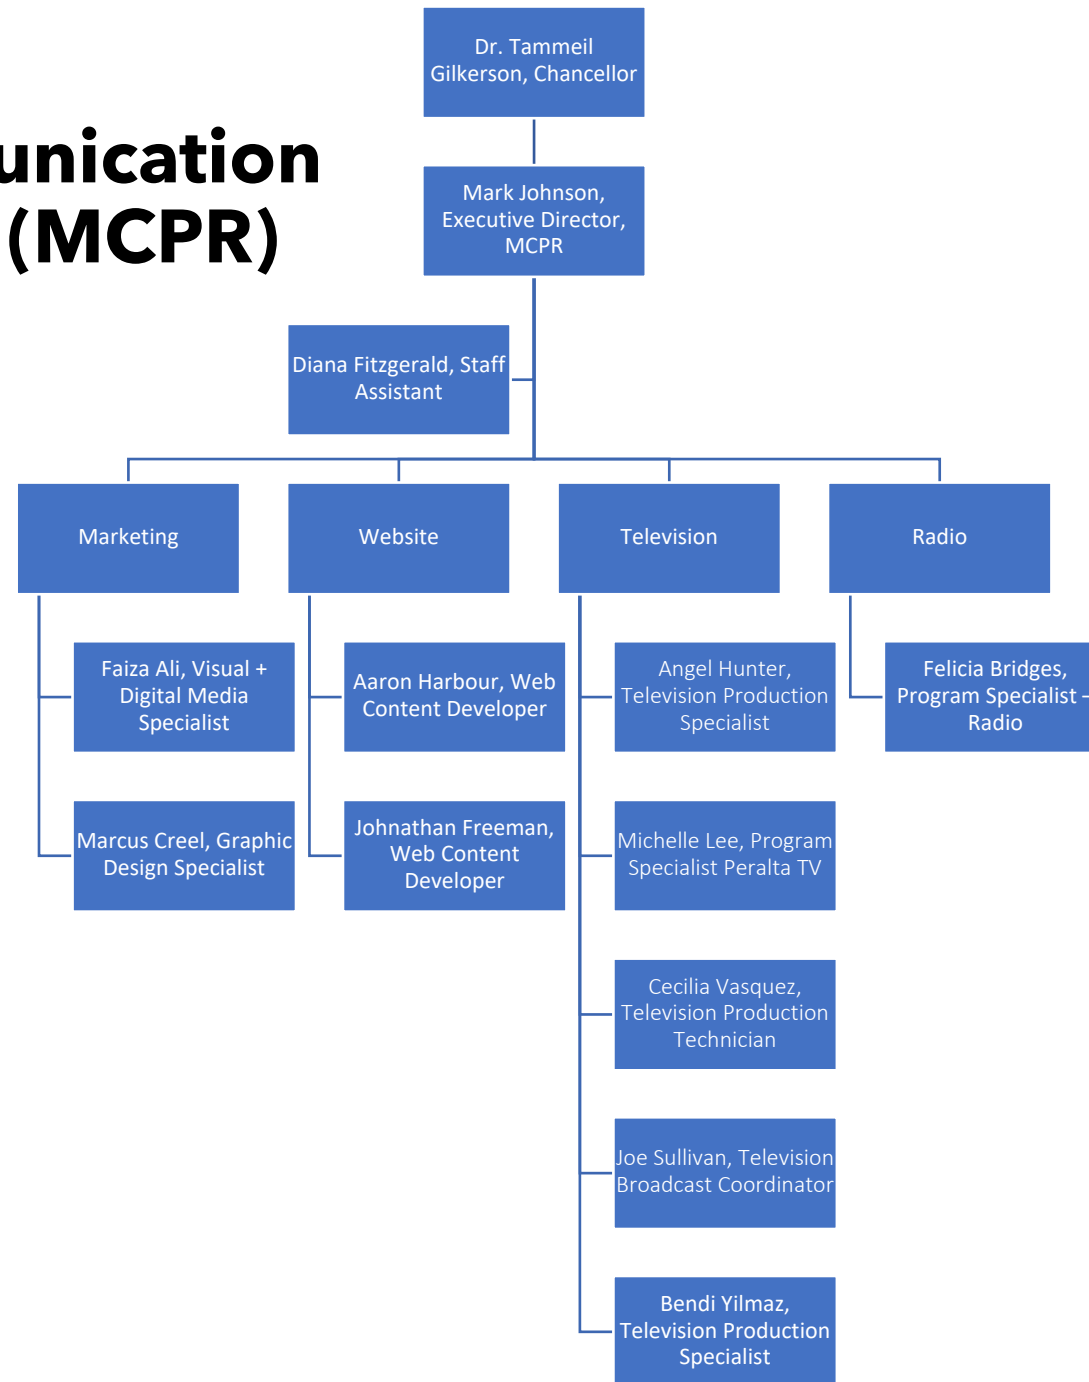 Dr. Tammeil
Gilkerson, Chancellor
unication
(MCPR)
Mark Johnson,
Executive Director,
MCPR
Diana Fitzgerald, Staff
Assistant
Marketing
Website
Television
Radio
Faiza Ali, Visual +
Digital Media
Specialist
Aaron Harbour, Web
Content Developer
Angel Hunter,
Television Production
Specialist
Felicia Bridges,
Program Specialist -
Radio
Marcus Creel, Graphic
Design Specialist
Johnathan Freeman,
Web Content
Developer
Michelle Lee, Program
Specialist Peralta TV
Cecilia Vasquez,
Television Production
Technician
Joe Sullivan, Television
Broadcast Coordinator
Bendi Yilmaz,
Television Production
Specialist